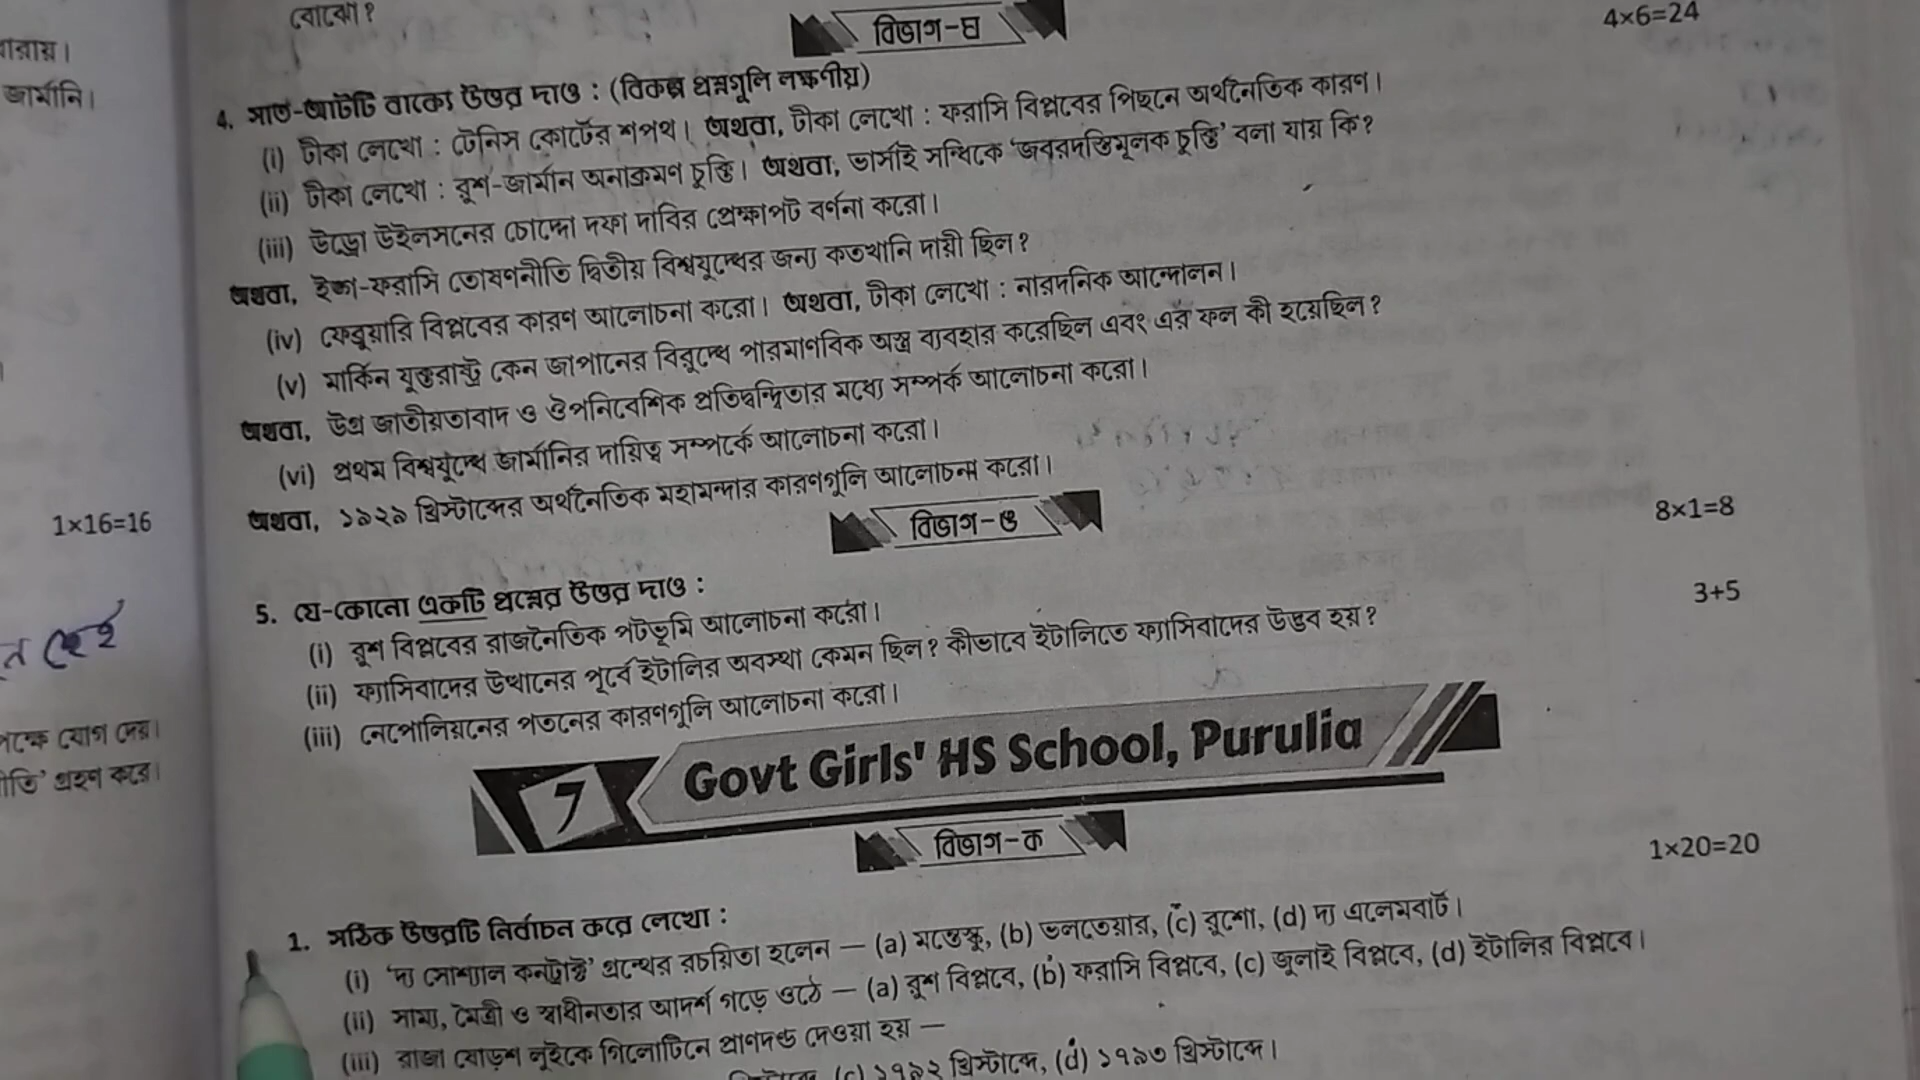 বোঝো?
ারায়।
জার্মানি।
বিভাগ-ঘ
4×6=24
4. সাত-আটটি বাক্যে উত্তর দাও : (বিকল্প প্রশ্নগুলি লক্ষণীয়)
(i) টীকা লেখো : টেনিস কোর্টের শপথ। অথবা, টীকা লেখো : ফরাসি বিপ্লবের পিছনে অর্থনৈতিক কারণ।
(ii) টীকা লেখো : রুশ-জার্মান অনাক্রমণ চুক্তি। অথবা, ভার্সাই সন্ধিকে 'জবরদস্তিমূলক চুক্তি' বলা যায় কি?
(iii) উড্রো উইলসনের চোদ্দো দফা দাবির প্রেক্ষাপট বর্ণনা করো।
অথবা, ইঙ্গ-ফরাসি তোষণনীতি দ্বিতীয় বিশ্বযুদ্ধের জন্য কতখানি দায়ী ছিল?
(iv) ফেব্রুয়ারি বিপ্লবের কারণ আলোচনা করো। অথবা, টীকা লেখো : নারদনিক আন্দোলন।
(v) মার্কিন যুক্তরাষ্ট্র কেন জাপানের বিরুদ্ধে পারমাণবিক অস্ত্র ব্যবহার করেছিল এবং এর ফল কী হয়েছিল?
অথবা, উগ্র জাতীয়তাবাদ ও ঔপনিবেশিক প্রতিদ্বন্দ্বিতার মধ্যে সম্পর্ক আলোচনা করো।
(vi) প্রথম বিশ্বযুদ্ধে জার্মানির দায়িত্ব সম্পর্কে আলোচনা করো।
অথবা, ১৯২৯ খ্রিস্টাব্দের অর্থনৈতিক মহামন্দার কারণগুলি আলোচনা করো।
1×16=16
বিভাগ-ঙ
8×1=8
5. যে-কোনো একটি প্রশ্নের উত্তর দাও :
(i) রুশ বিপ্লবের রাজনৈতিক পটভূমি আলোচনা করো।
3+5
(ii) ফ্যাসিবাদের উত্থানের পূর্বে ইটালির অবস্থা কেমন ছিল? কীভাবে ইটালিতে ফ্যাসিবাদের উদ্ভব হয়?
(iii) নেপোলিয়নের পতনের কারণগুলি আলোচনা করো।
পক্ষে যোগ দেয়।
নীতি' গ্রহণ করে।
7 Govt Girls' HS School, Purulia
বিভাগ-ক
1×20=20
1. সঠিক উত্তরটি নির্বাচন করে লেখো :
(i) 'দ্য সোশ্যাল কনট্রাক্ট' গ্রন্থের রচয়িতা হলেন — (a) মন্তেস্কু, (b) ভলতেয়ার, (c) রুশো, (d) দ্য এলেমবার্ট।
(ii) সাম্য, মৈত্রী ও স্বাধীনতার আদর্শ গড়ে ওঠে — (a) রুশ বিপ্লবে, (b) ফরাসি বিপ্লবে, (c) জুলাই বিপ্লবে, (d) ইটালির বিপ্লবে।
(iii) রাজা ষোড়শ লুইকে গিলোটিনে প্রাণদণ্ড দেওয়া হয় —
(c) ১৭৯২ খ্রিস্টাব্দে, (d) ১৭৯৩ খ্রিস্টাব্দে।